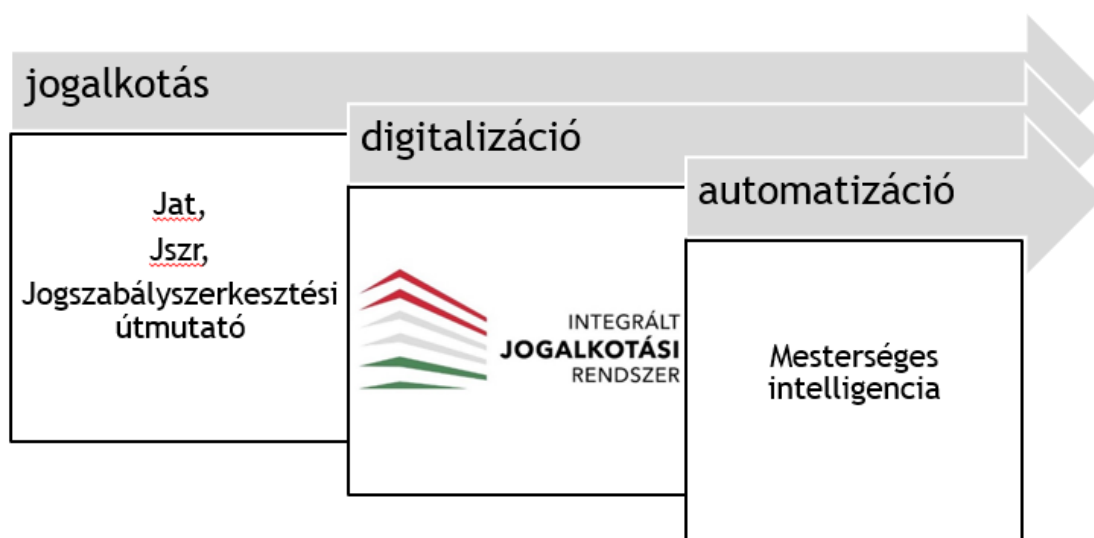 jogalkotás
digitalizáció
automatizáció
Jat,
Jszr,
Jogszabályszerkesztési
útmutató
INTEGRÁLT
JOGALKOTÁSI
RENDSZER
Mesterséges
intelligencia